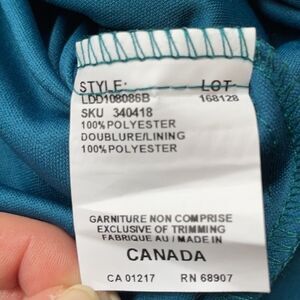 STYLE: LOT
LDD108086B 168128
SKU 340418
100%POLYESTER
DOUBLURE/LINING
100%POLYESTER
GARNITURE NON COMPRISE
EXCLUSIVE OF TRIMMING
FABRIQUE AU / MADE IN
CANADA
CA 01217 RN 68907